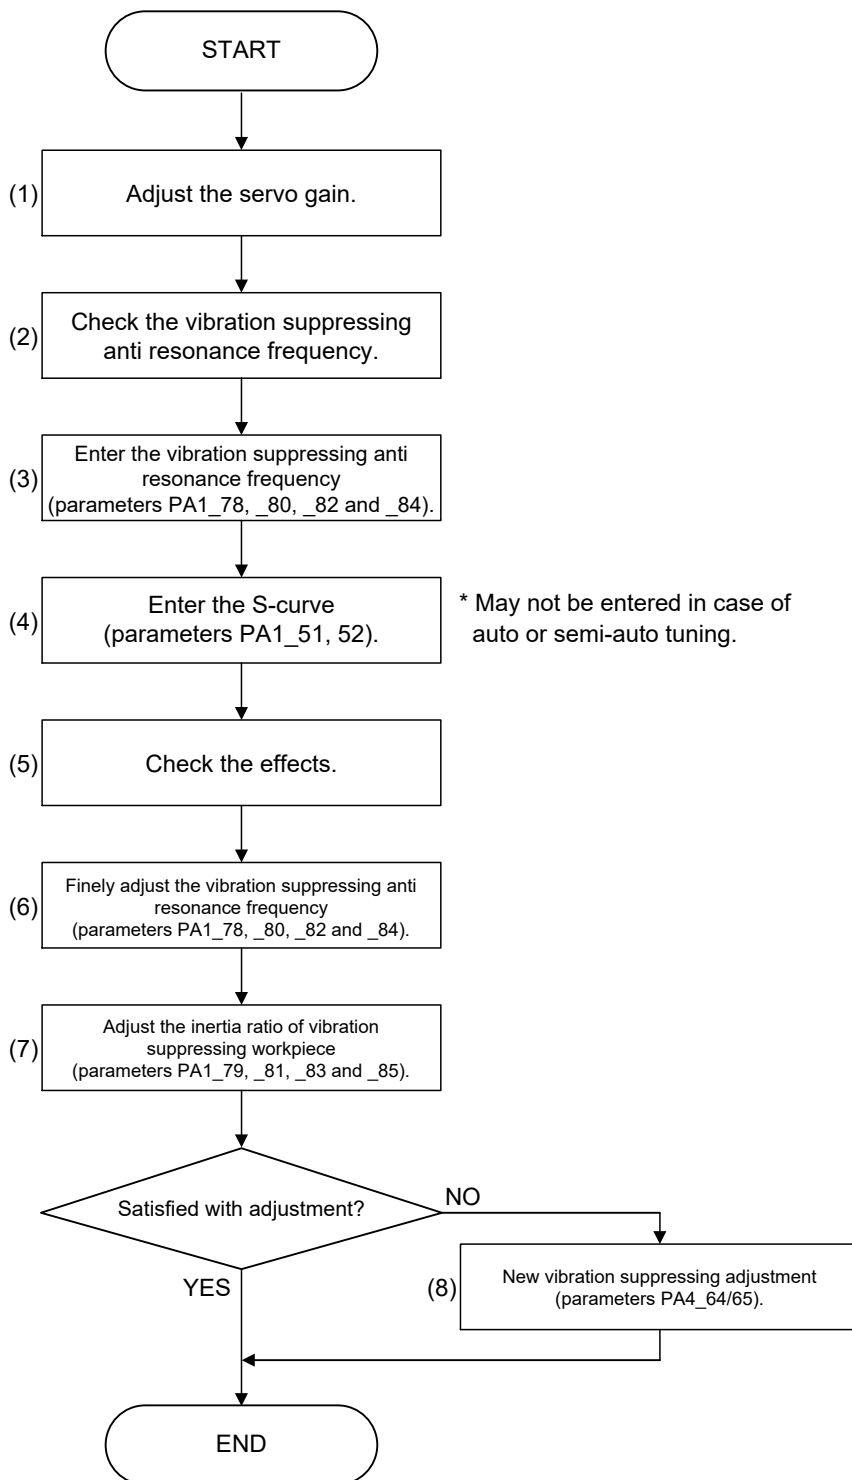 START
(1)
Adjust the servo gain.
(2)
Check the vibration suppressing
anti resonance frequency.
(3)
Enter the vibration suppressing anti
resonance frequency
(parameters PA1_78, _80, _82 and _84).
(4)
Enter the S-curve
(parameters PA1_51, 52).
* May not be entered in case of
auto or semi-auto tuning.
(5)
Check the effects.
(6)
Finely adjust the vibration suppressing anti
resonance frequency
(parameters PA1_78, _80, _82 and _84).
(7)
Adjust the inertia ratio of vibration
suppressing workpiece
(parameters PA1_79, _81, _83 and _85).
Satisfied with adjustment?
NO
YES
(8)
New vibration suppressing adjustment
(parameters PA4_64/65).
END